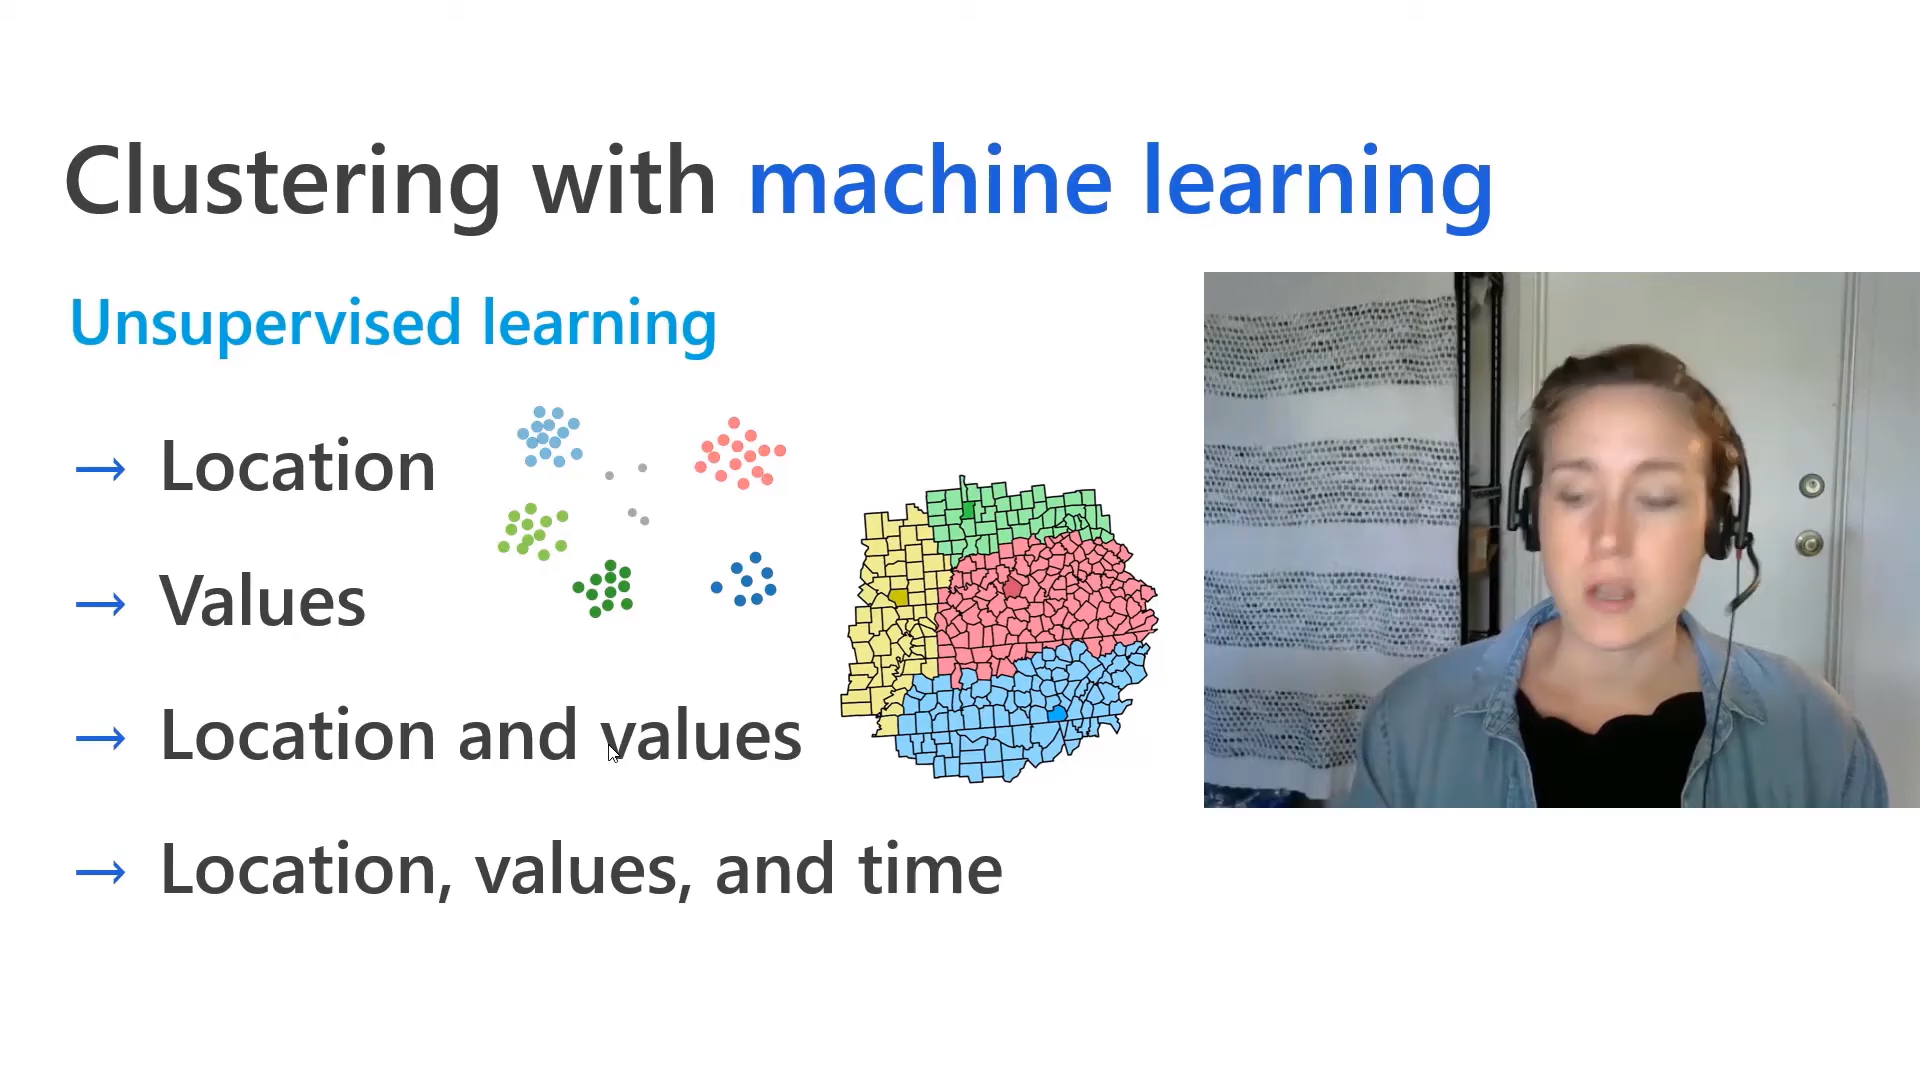 Clustering with machine learning
Unsupervised learning
→ Location
→ Values
→ Location and values
→ Location, values, and time